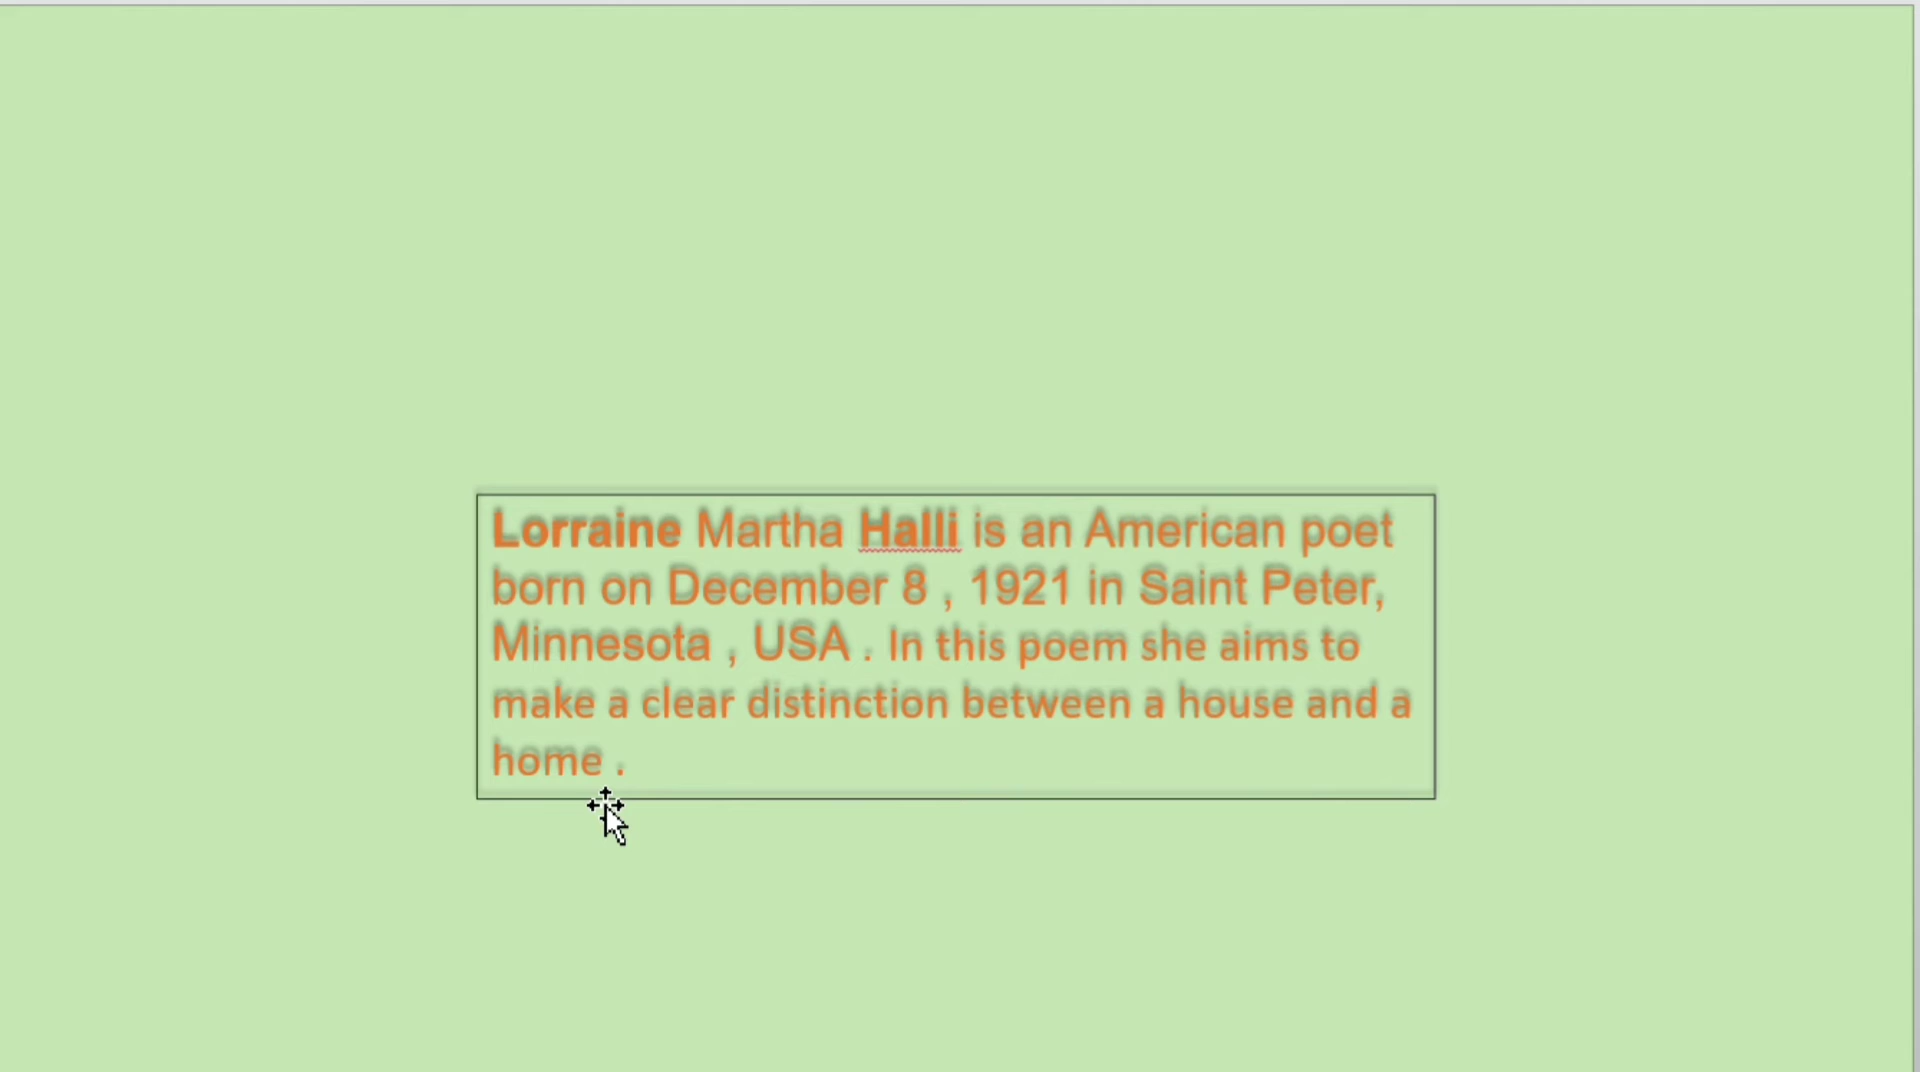 Lorraine Martha Halli is an American poet
born on December 8 , 1921 in Saint Peter,
Minnesota , USA . In this poem she aims to
make a clear distinction between a house and a
home .